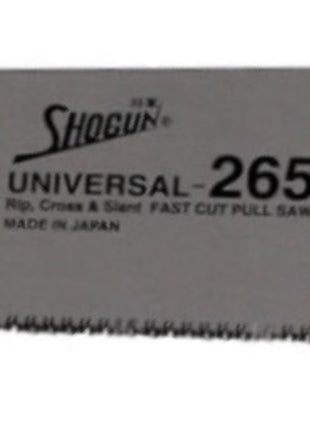 SHOGUN®
UNIVERSAL-265
Rip, Cross & Slant FAST CUT PULL SAW
MADE IN JAPAN